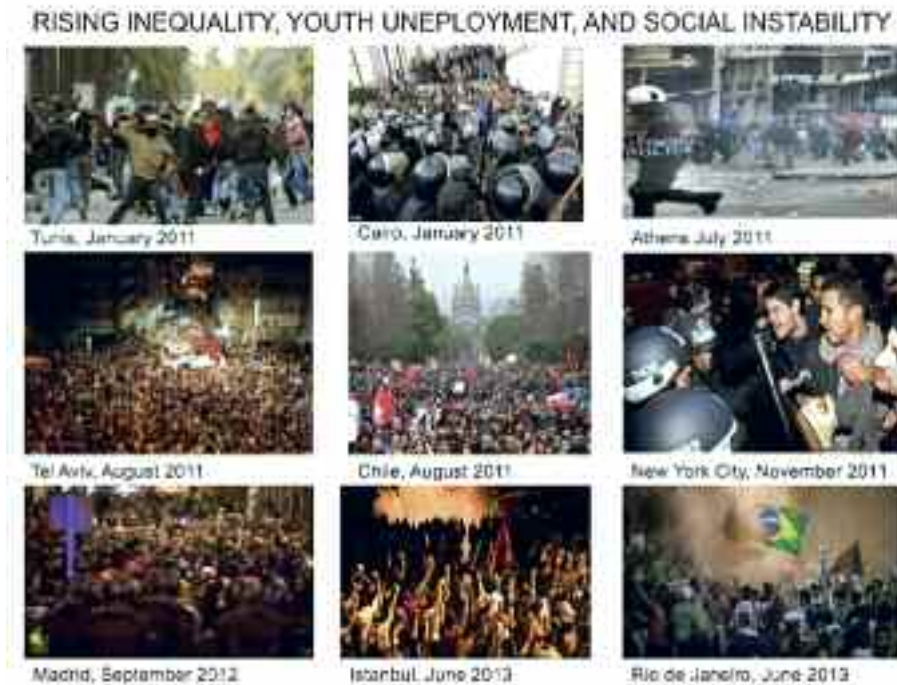 RISING INEQUALITY, YOUTH UNEPLOYMENT, AND SOCIAL INSTABILITY
Tunis, January 2011
Cairo, January 2011
Athens July 2011
Tel Aviv, August 2011
Chile, August 2011
New York City, November 2011
Madrid, September 2012
Istanbul, June 2013
Rio de Janeiro, June 2013